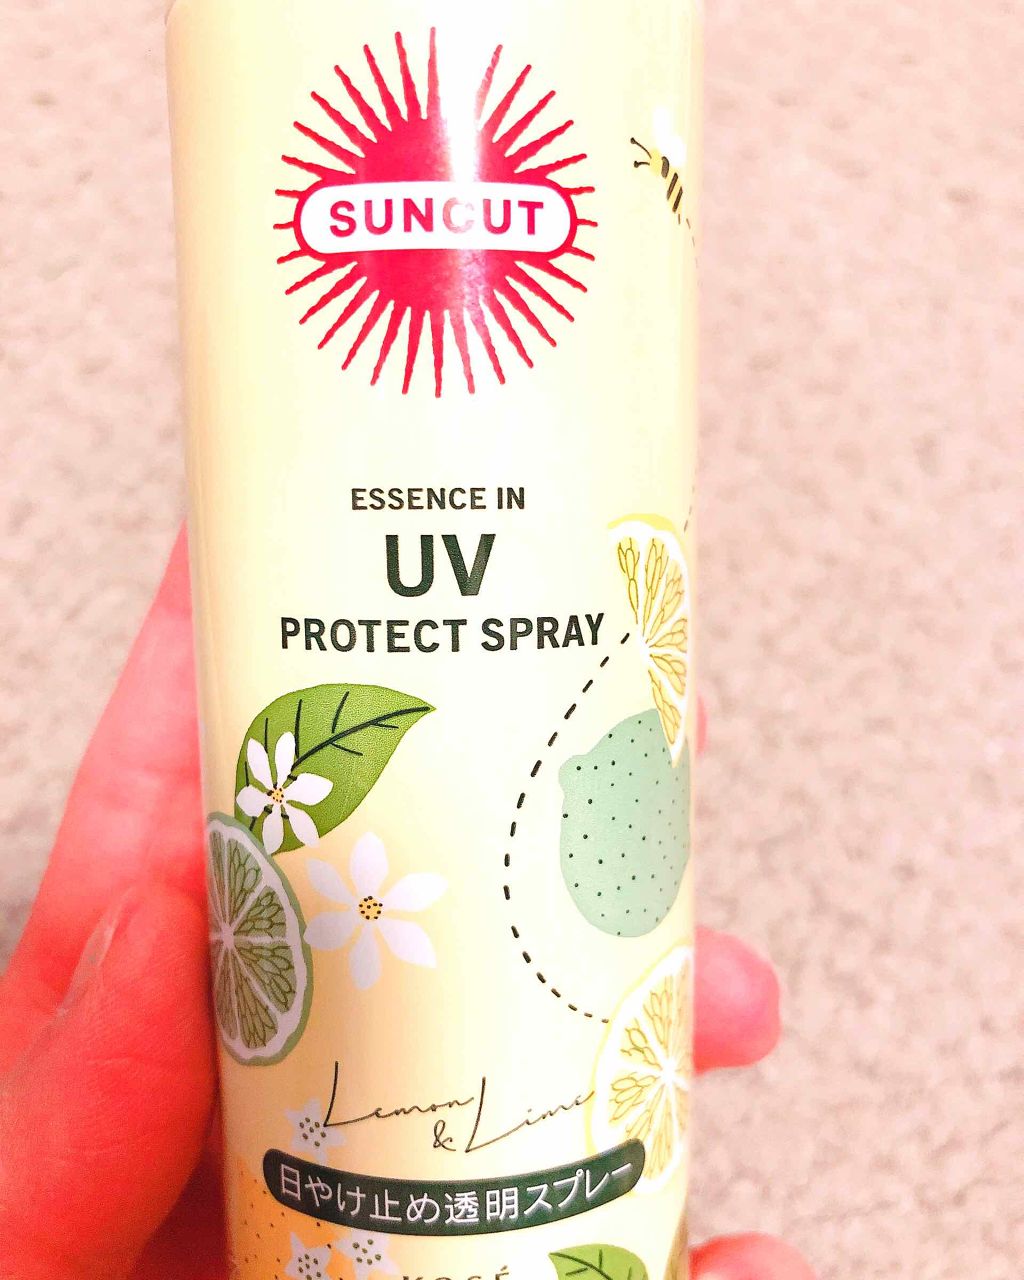 SUNCUT
ESSENCE IN
UV
PROTECT SPRAY
Lemon
& Lime
日やけ止め透明スプレー
KOSÉ